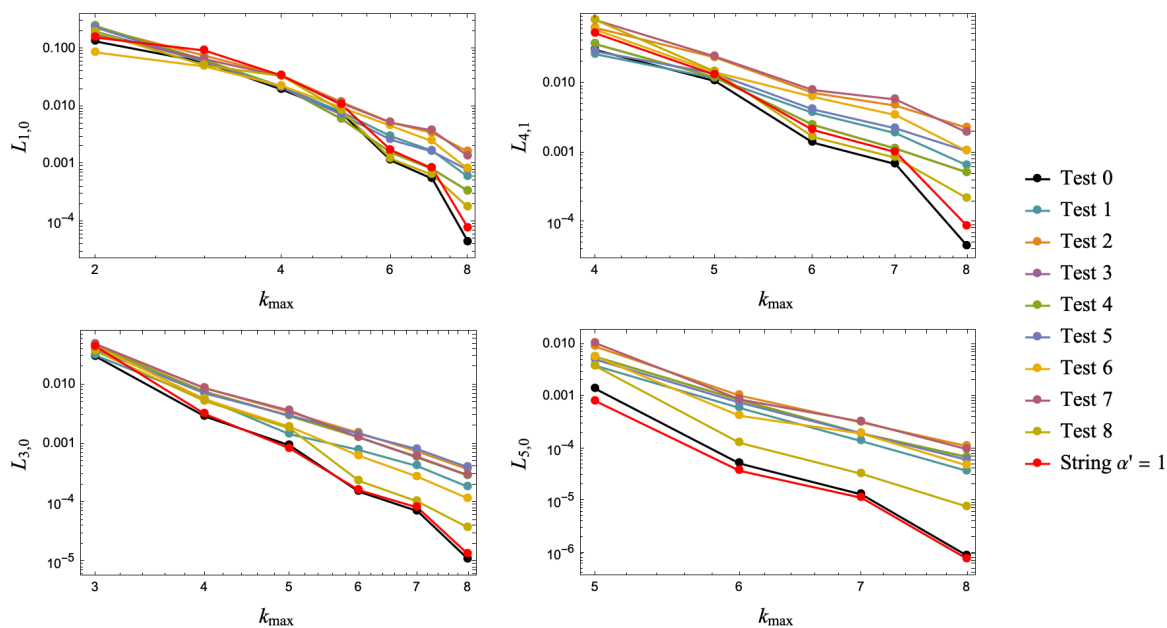 L1,0
0.100
0.010
0.001
10⁻⁴
2
4
6
8
kmax
L4,1
0.010
0.001
10⁻⁴
4
5
6
7
8
kmax
L3,0
0.010
0.001
10⁻⁴
10⁻⁵
3
4
5
6
7
8
kmax
L5,0
0.010
0.001
10⁻⁴
10⁻⁵
10⁻⁶
5
6
7
8
kmax
Test 0
Test 1
Test 2
Test 3
Test 4
Test 5
Test 6
Test 7
Test 8
String α' = 1